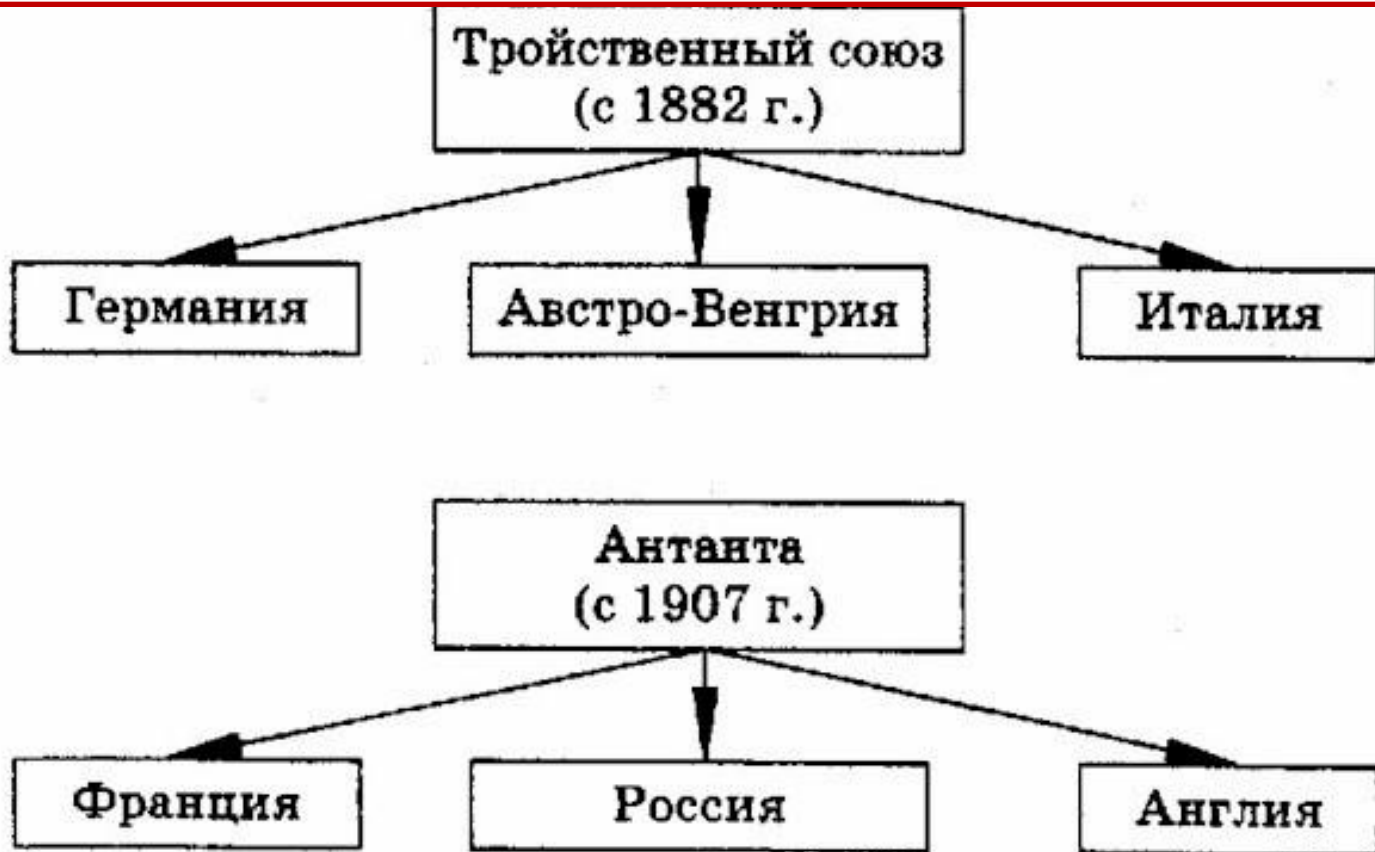 Тройственный союз
(с 1882 г.)
Германия
Австро-Венгрия
Италия
Антанта
(с 1907 г.)
Франция
Россия
Англия